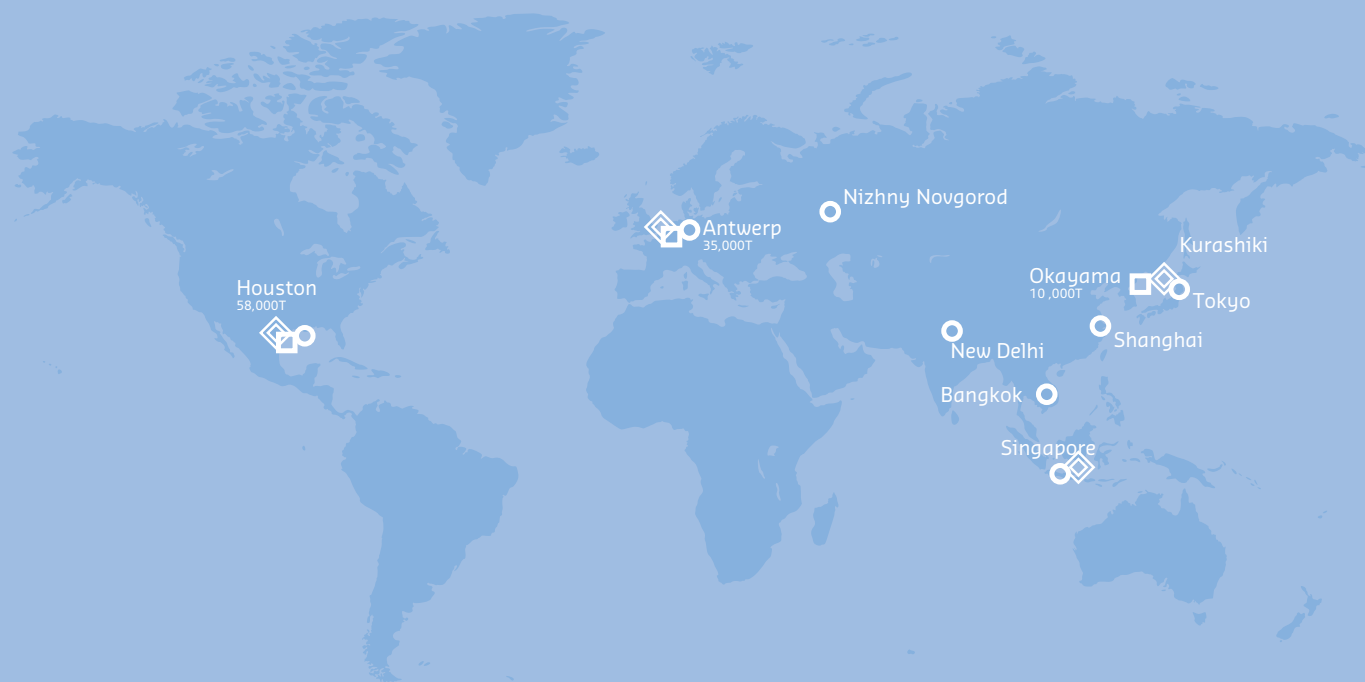 Nizhny Novgorod
Antwerp
35,000T
Kurashiki
Okayama
10 ,000T
Houston
58,000T
Tokyo
Shanghai
New Delhi
Bangkok
Singapore